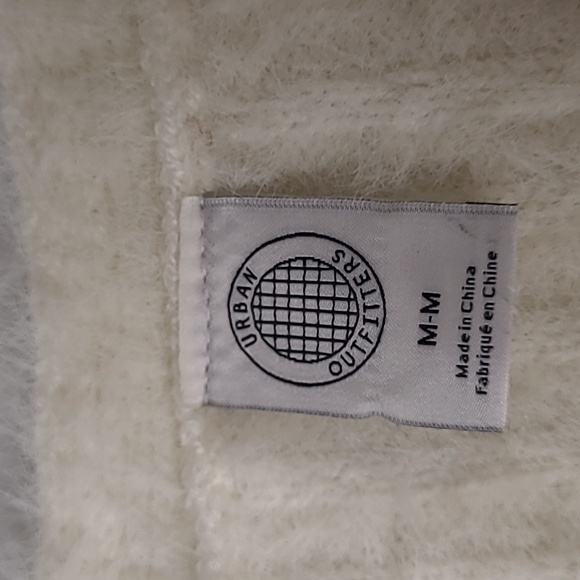 URBAN OUTFITTERS
M-M
Made in China
Fabriqué en Chine